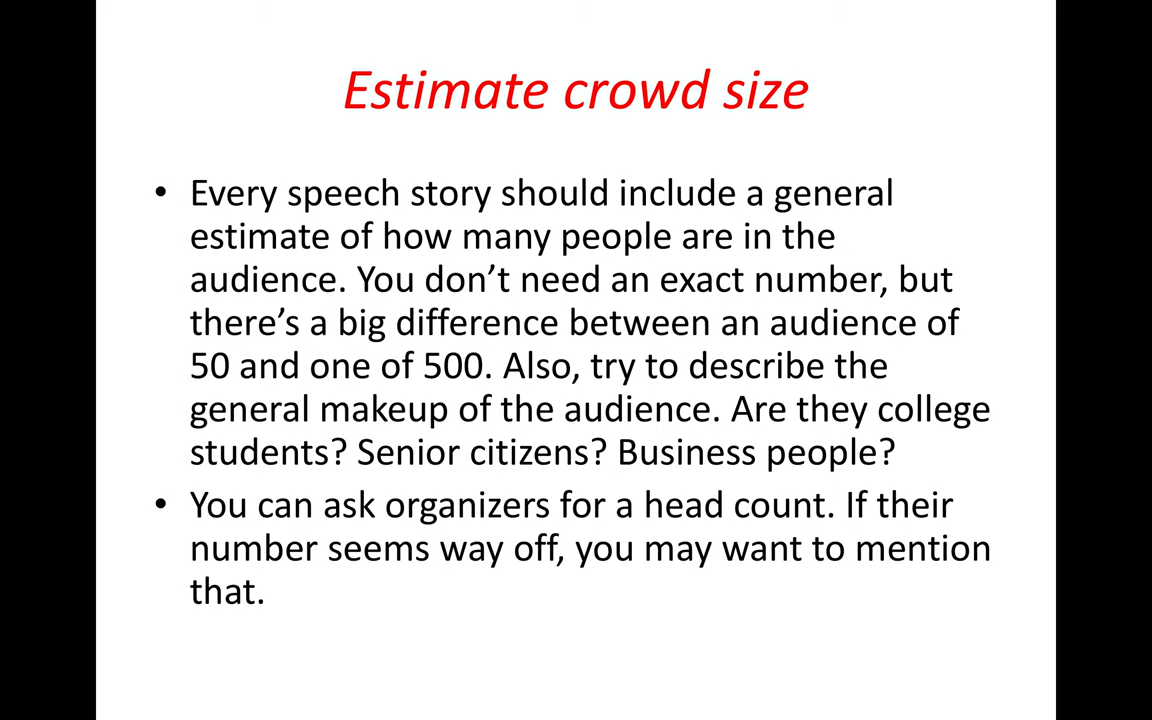 Estimate crowd size
• Every speech story should include a general
estimate of how many people are in the
audience. You don’t need an exact number, but
there’s a big difference between an audience of
50 and one of 500. Also, try to describe the
general makeup of the audience. Are they college
students? Senior citizens? Business people?
• You can ask organizers for a head count. If their
number seems way off, you may want to mention
that.